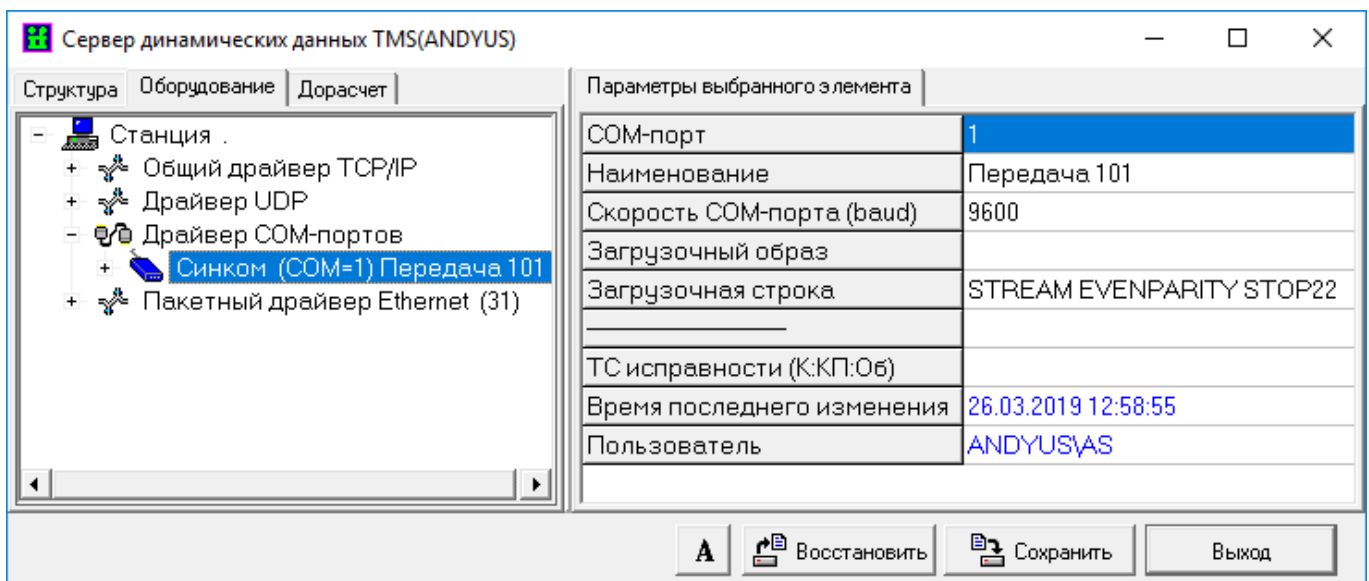 Сервер динамических данных TMS(ANDYUS)
Структура Оборудование Дорасчет
Станция .
Общий драйвер TCP/IP
Драйвер UDP
Драйвер COM-портов
Синком (COM=1) Передача 101
Пакетный драйвер Ethernet (31)
Параметры выбранного элемента
COM-порт 1
Наименование Передача 101
Скорость COM-порта (baud) 9600
Загрузочный образ
Загрузочная строка STREAM EVENPARITY STOP22
ТС исправности (К:КП:Об)
Время последнего изменения 26.03.2019 12:58:55
Пользователь ANDYUS\AS
A Восстановить Сохранить Выход